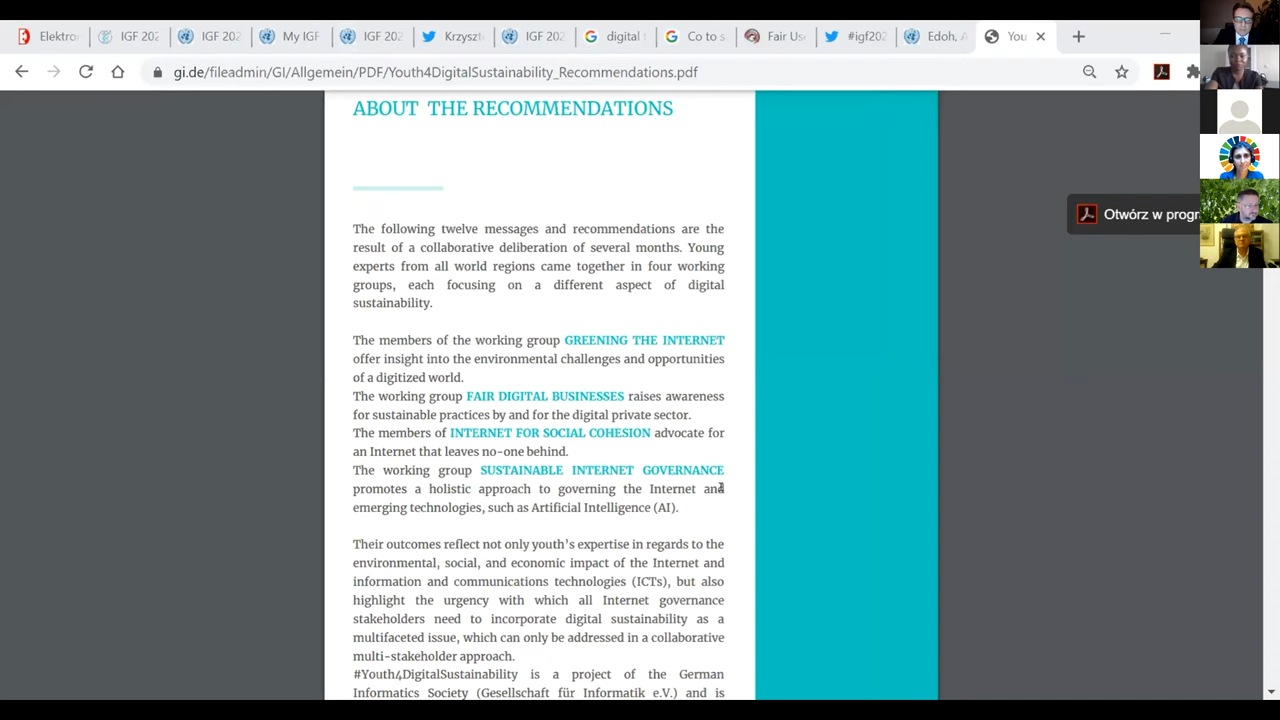 Elektro
IGF 202
IGF 202
My IGF
IGF 202
Krzyszt
IGF 202
digital
Co to s
Fair Us
#igf202
Edoh, A
You
gi.de/fileadmin/GI/Allgemein/PDF/Youth4DigitalSustainability_Recommendations.pdf
Otwórz w progr
ABOUT THE RECOMMENDATIONS
The following twelve messages and recommendations are the
result of a collaborative deliberation of several months. Young
experts from all world regions came together in four working
groups, each focusing on a different aspect of digital
sustainability.
The members of the working group GREENING THE INTERNET
offer insight into the environmental challenges and opportunities
of a digitized world.
The working group FAIR DIGITAL BUSINESSES raises awareness
for sustainable practices by and for the digital private sector.
The members of INTERNET FOR SOCIAL COHESION advocate for
an Internet that leaves no-one behind.
The working group SUSTAINABLE INTERNET GOVERNANCE
promotes a holistic approach to governing the Internet and
emerging technologies, such as Artificial Intelligence (AI).
Their outcomes reflect not only youth's expertise in regards to the
environmental, social, and economic impact of the Internet and
information and communications technologies (ICTs), but also
highlight the urgency with which all Internet governance
stakeholders need to incorporate digital sustainability as a
multifaceted issue, which can only be addressed in a collaborative
multi-stakeholder approach.
#Youth4DigitalSustainability is a project of the German
Informatics Society (Gesellschaft für Informatik e.V.) and is